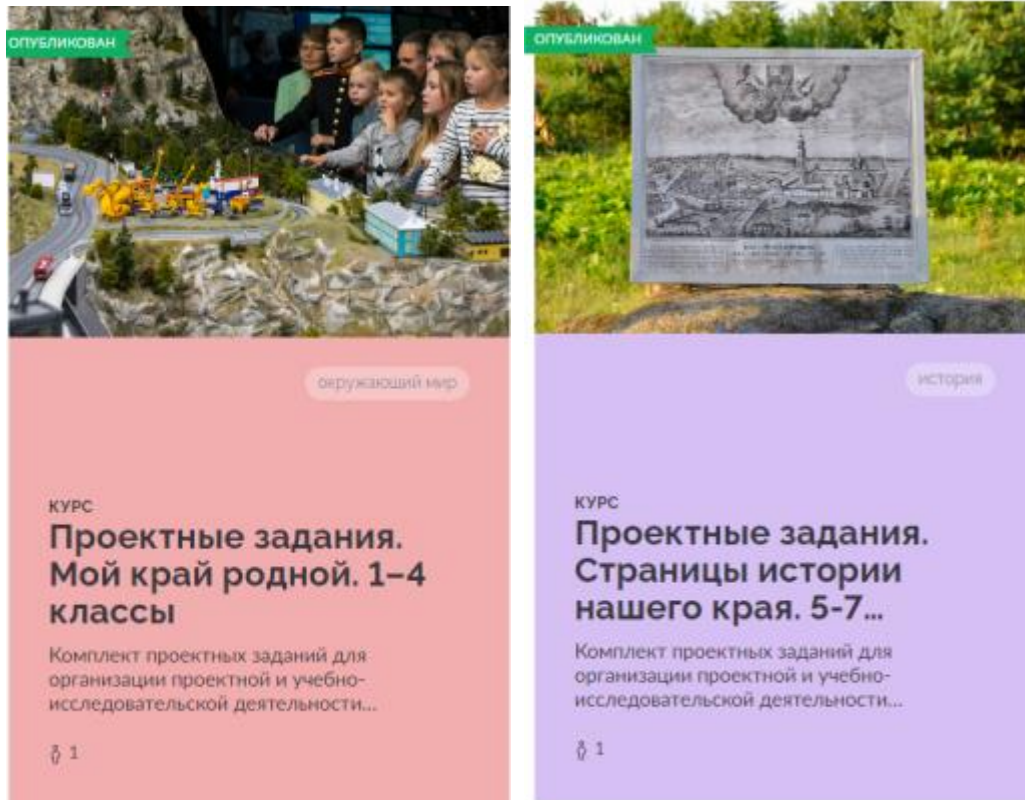 ОПУБЛИКОВАН
окружающий мир
КУРС
Проектные задания.
Мой край родной. 1–4
классы
Комплект проектных заданий для
организации проектной и учебно-
исследовательской деятельности...
1
ОПУБЛИКОВАН
история
КУРС
Проектные задания.
Страницы истории
нашего края. 5-7...
Комплект проектных заданий для
организации проектной и учебно-
исследовательской деятельности...
1